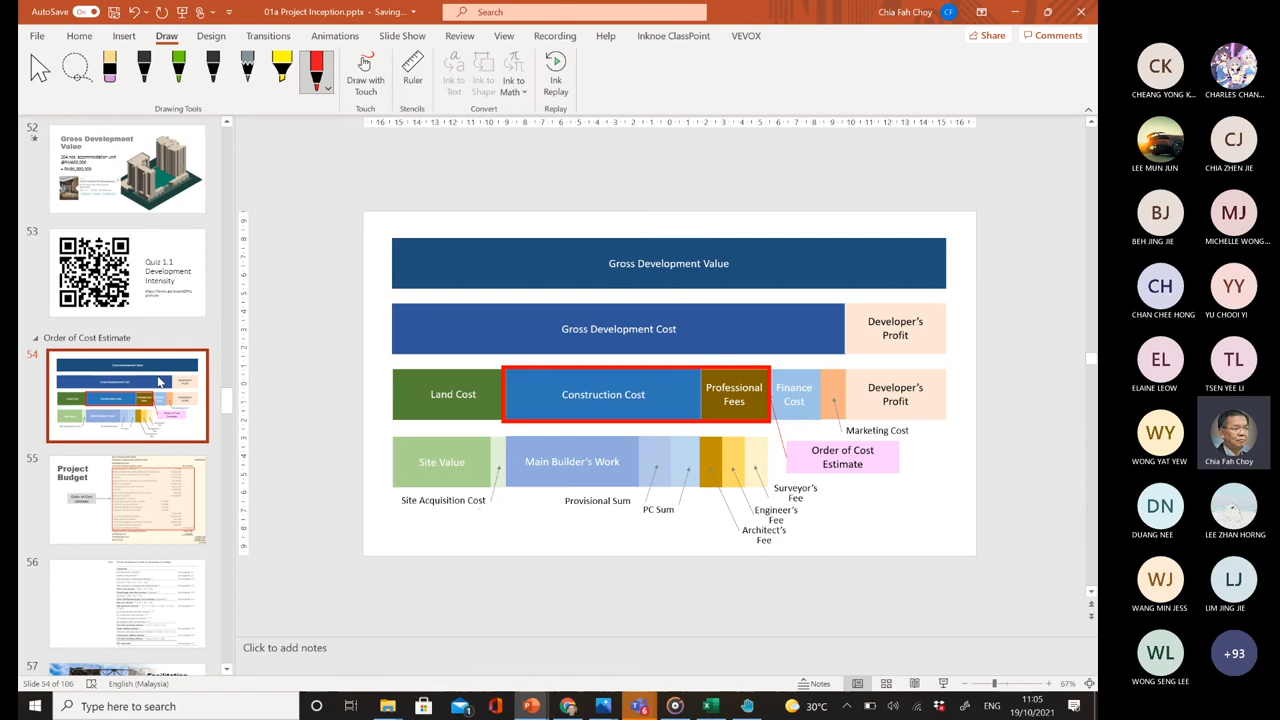 AutoSave
On
01a Project Inception.pptx - Saving...
Search
Chia Fah Choy
CF
File
Home
Insert
Draw
Design
Transitions
Animations
Slide Show
Review
View
Recording
Help
Inknoe ClassPoint
VEVOX
Share
Comments
Draw with
Touch
Ruler
Ink to
Text
Ink to
Shape
Ink to
Math
Ink
Replay
Drawing Tools
Touch
Stencils
Convert
Replay
52
Gross Development
Value
53
Quiz 1.1
Development
Intensity
Order of Cost Estimate
54
55
Project
Budget
56
57
Gross Development Value
Gross Development Cost
Developer's
Profit
Land Cost
Construction Cost
Professional
Fees
Finance
Cost
Developer's
Profit
Marketing Cost
Site Value
Main Builder's Work
Order of Cost
Estimate
Site Acquisition Cost
Provisional Sum
PC Sum
Surveyor's
Fee
Engineer's
Fee
Architect's
Fee
Click to add notes
Slide 54 of 106
English (Malaysia)
Notes
67%
Type here to search
30°C
ENG
11:05
19/10/2021
CK
CHEANG YONG K...
CHARLES CHAN...
LEE MUN JUN
CJ
CHIA ZHEN JIE
BJ
BEH JING JIE
MJ
MICHELLE WONG...
CH
CHAN CHEE HONG
YY
YU CHOOI YI
EL
ELAINE LEOW
TL
TSEN YEE LI
WY
WONG YAT YEW
Chia Fah Choy
DN
DUANG NEE
LEE ZHAN HORNG
WJ
WANG MIN JESS
LJ
LIM JING JIE
WL
WONG SENG LEE
+93